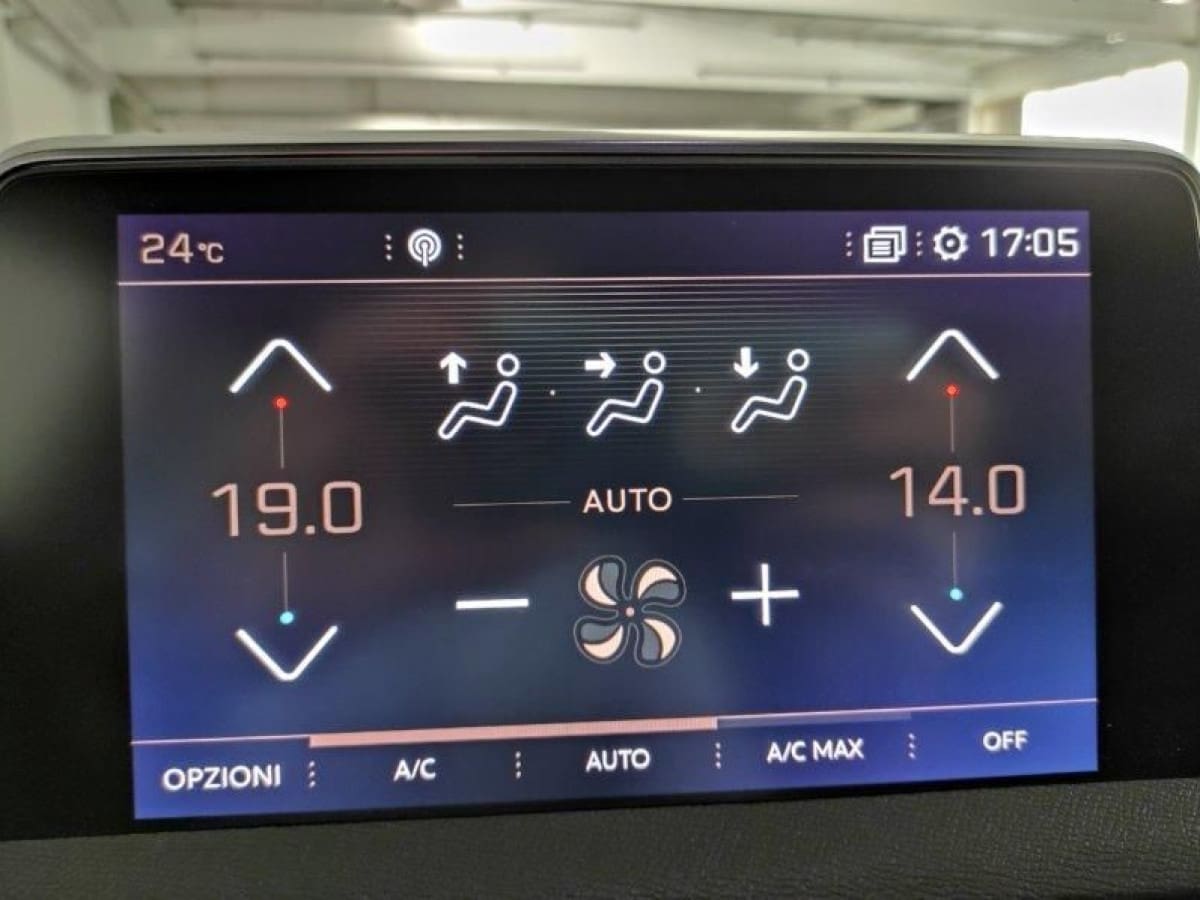 24°C 17:05
19.0 AUTO 14.0
OPZIONI A/C AUTO A/C MAX OFF